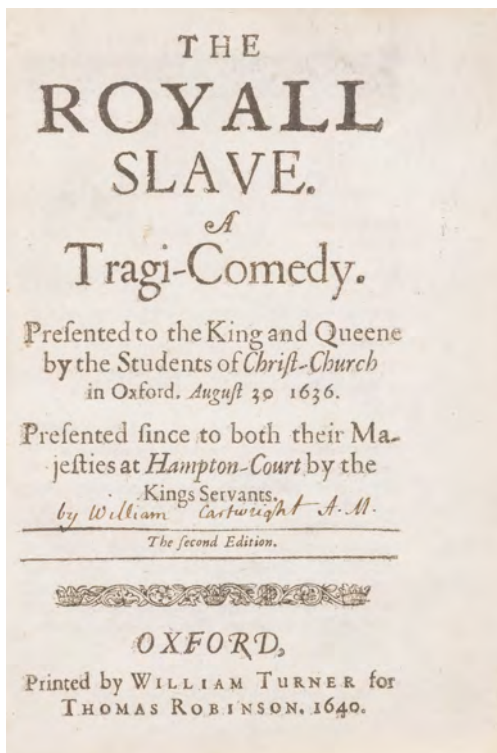 THE
ROYALL
SLAVE.
A
Tragi-Comedy.
Preſented to the King and Queene
by the Students of Chriſt-Church
in Oxford. Auguſt 30 1636.
Preſented ſince to both their Ma-
jeſties at Hampton-Court by the
Kings Servants.
by William Cartwright A.M.
The ſecond Edition.
OXFORD,
Printed by WILLIAM TURNER for
THOMAS ROBINSON. 1640.